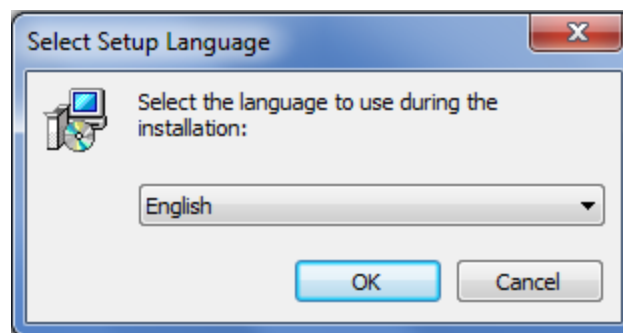 Select Setup Language
Select the language to use during the
installation:
English
OK
Cancel